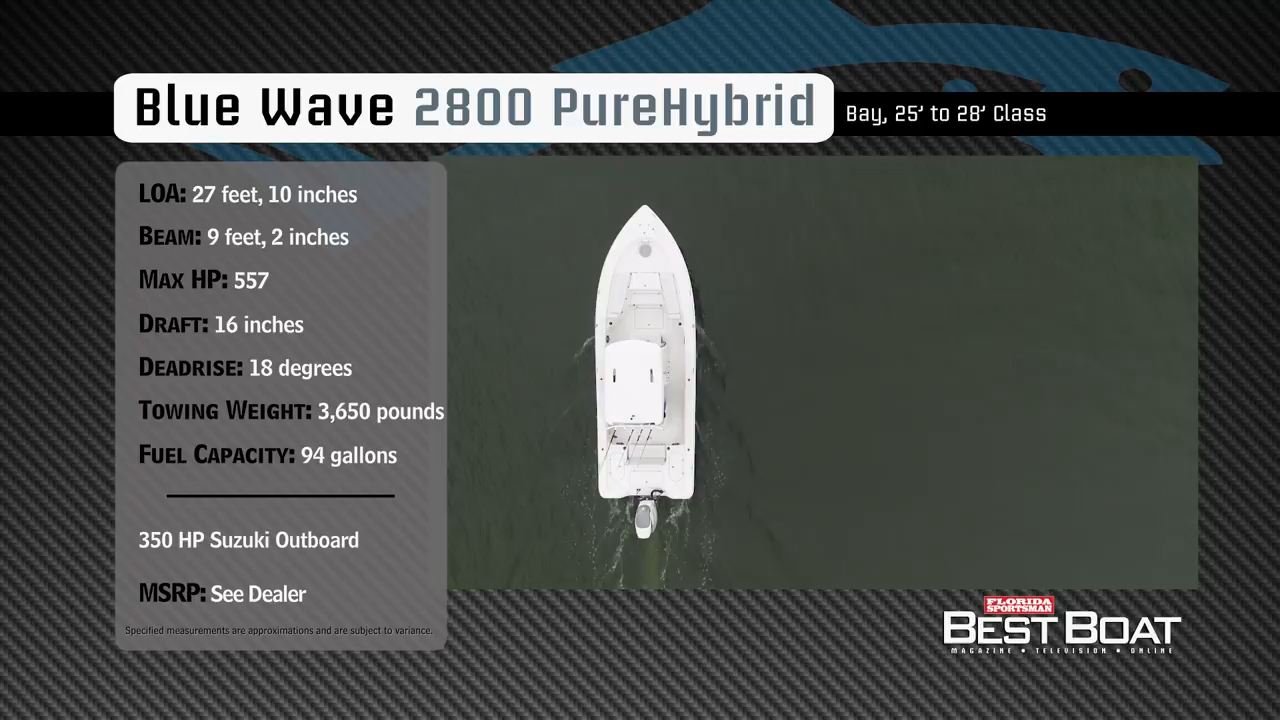 Blue Wave 2800 PureHybrid
Bay, 25' to 28' Class
LOA: 27 feet, 10 inches
BEAM: 9 feet, 2 inches
MAX HP: 557
DRAFT: 16 inches
DEADRISE: 18 degrees
TOWING WEIGHT: 3,650 pounds
FUEL CAPACITY: 94 gallons
350 HP Suzuki Outboard
MSRP: See Dealer
Specified measurements are approximations and are subject to variance.
FLORIDA
SPORTSMAN
BEST BOAT
MAGAZINE • TELEVISION • ONLINE